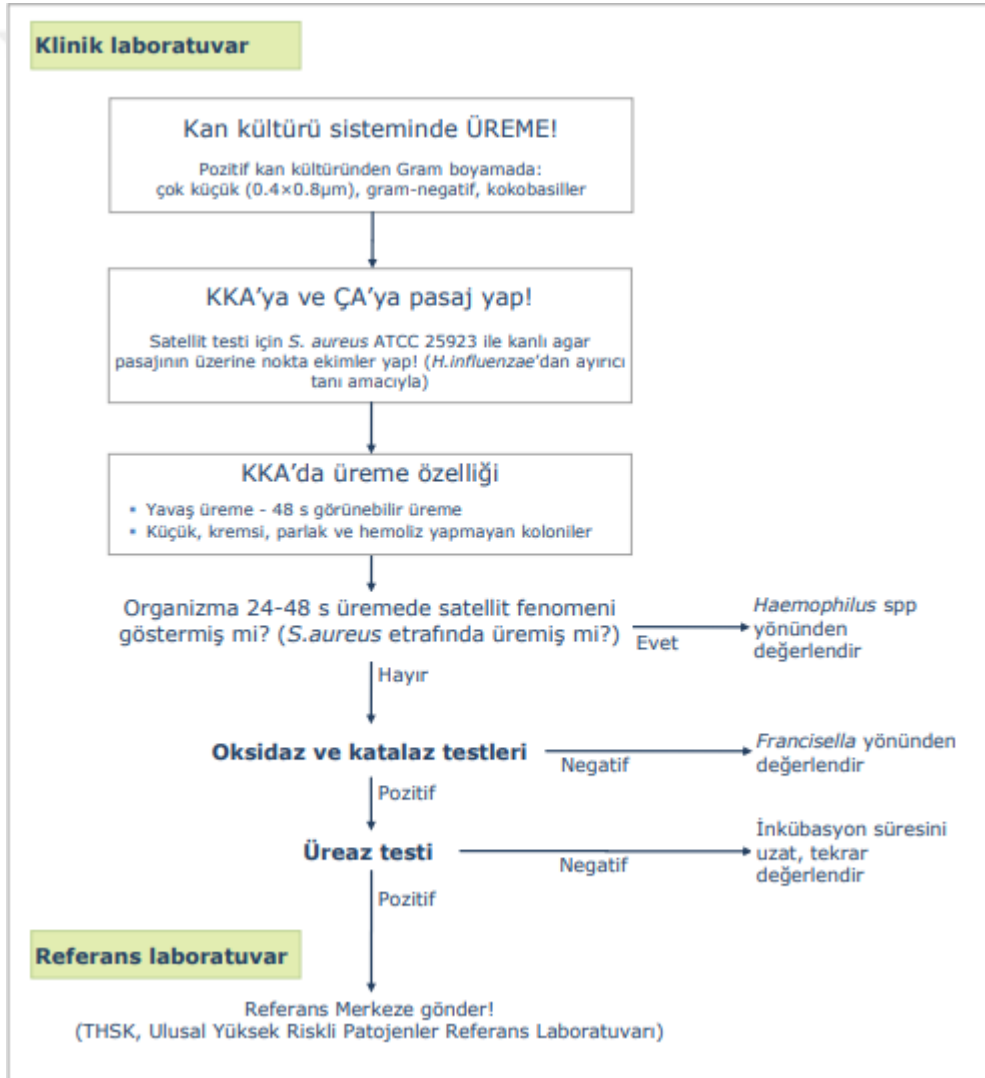 Klinik laboratuvar
Kan kültürü sisteminde ÜREME!
Pozitif kan kültüründen Gram boyamada:
çok küçük (0.4×0.8µm), gram-negatif, kokobasiller
KKA’ya ve ÇA’ya pasaj yap!
Satellit testi için S. aureus ATCC 25923 ile kanlı agar
pasajının üzerine nokta ekimler yap! (H.influenzae’dan ayırıcı
tanı amacıyla)
KKA’da üreme özelliği
▪ Yavaş üreme - 48 s görünebilir üreme
▪ Küçük, kremsi, parlak ve hemoliz yapmayan koloniler
Organizma 24-48 s üremede satellit fenomeni
göstermiş mi? (S.aureus etrafında üremiş mi?)
Evet
Haemophilus spp
yönünden
değerlendir
Hayır
Oksidaz ve katalaz testleri
Negatif
Francisella yönünden
değerlendir
Pozitif
Üreaz testi
Negatif
İnkübasyon süresini
uzat, tekrar
değerlendir
Pozitif
Referans laboratuvar
Referans Merkeze gönder!
(THSK, Ulusal Yüksek Riskli Patojenler Referans Laboratuvarı)